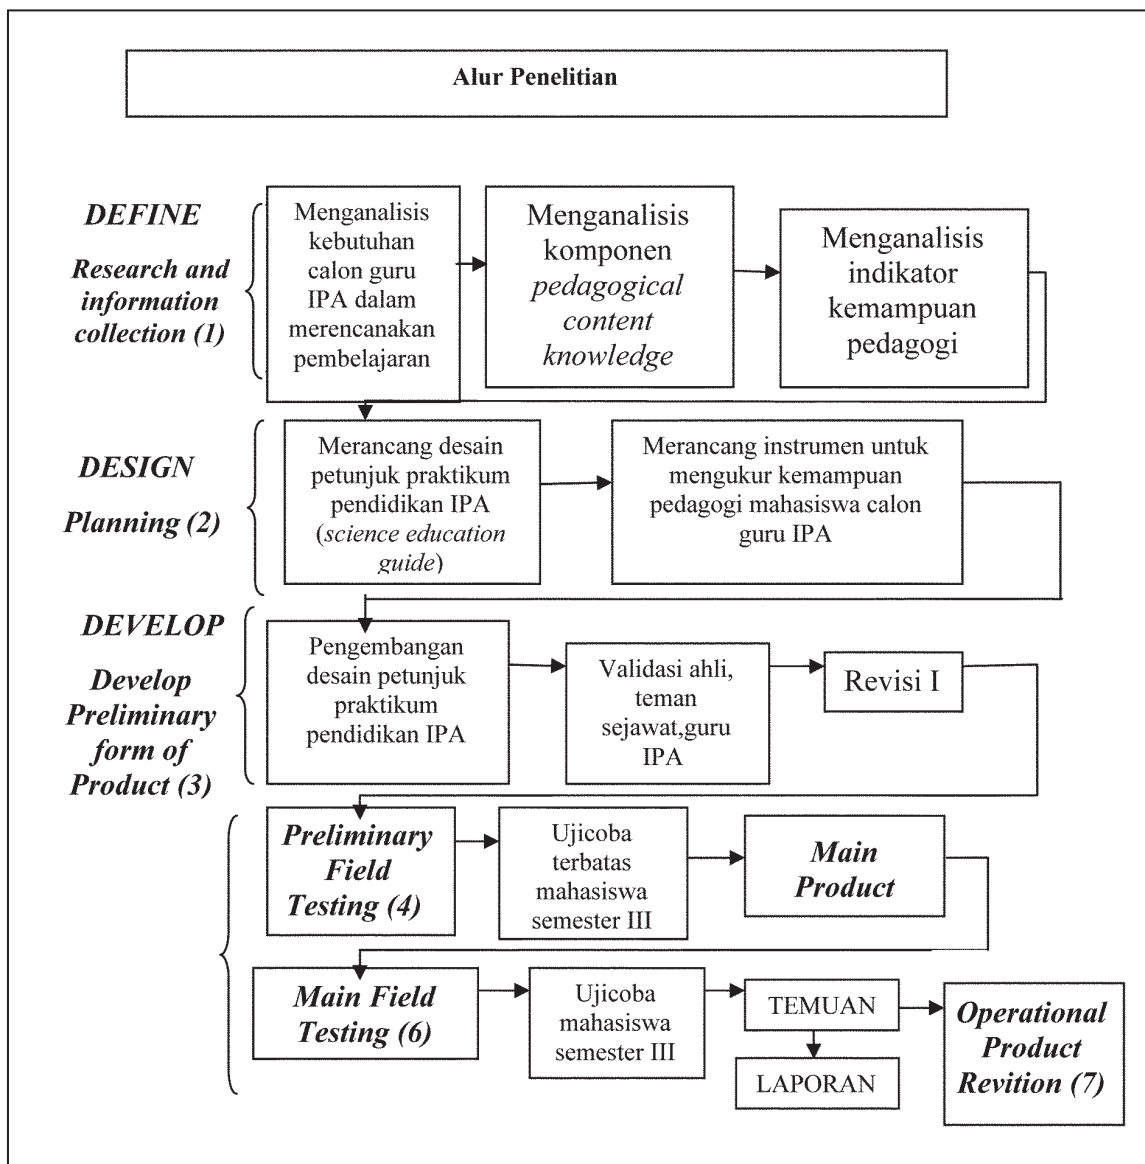 Alur Penelitian
DEFINE
Research and
information
collection (1)
Menganalisis
kebutuhan
calon guru
IPA dalam
merencanakan
pembelajaran
Menganalisis
komponen
pedagogical
content
knowledge
Menganalisis
indikator
kemampuan
pedagogi
DESIGN
Planning (2)
Merancang desain
petunjuk praktikum
pendidikan IPA
(science education
guide)
Merancang instrumen untuk
mengukur kemampuan
pedagogi mahasiswa calon
guru IPA
DEVELOP
Develop
Preliminary
form of
Product (3)
Pengembangan
desain petunjuk
praktikum
pendidikan IPA
Validasi ahli,
teman
sejawat,guru
IPA
Revisi I
Preliminary
Field
Testing (4)
Ujicoba
terbatas
mahasiswa
semester III
Main
Product
Main Field
Testing (6)
Ujicoba
mahasiswa
semester III
TEMUAN
LAPORAN
Operational
Product
Revition (7)